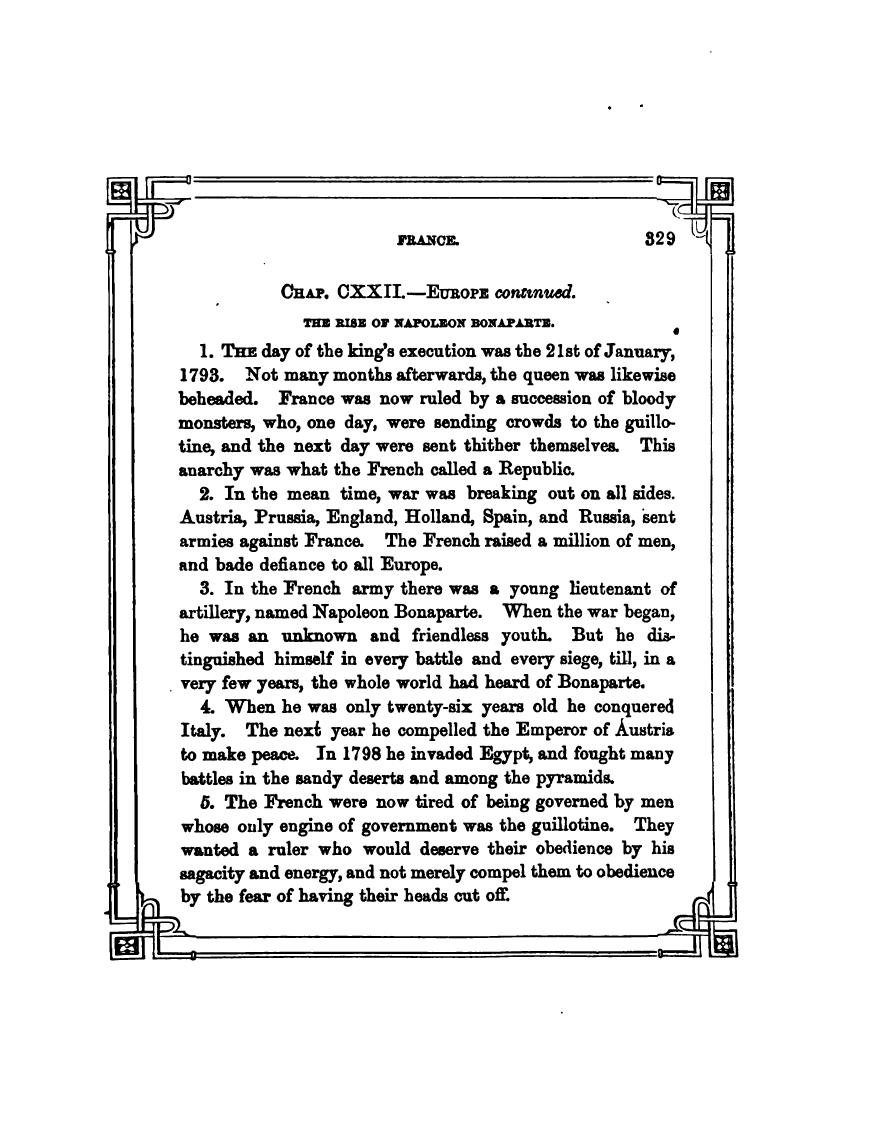 FRANCE. 329
CHAP. CXXII.—EUROPE continued.
THE RISE OF NAPOLEON BONAPARTE.
1. THE day of the king's execution was the 21st of January,
1793. Not many months afterwards, the queen was likewise
beheaded. France was now ruled by a succession of bloody
monsters, who, one day, were sending crowds to the guillo-
tine, and the next day were sent thither themselves. This
anarchy was what the French called a Republic.
2. In the mean time, war was breaking out on all sides.
Austria, Prussia, England, Holland, Spain, and Russia, sent
armies against France. The French raised a million of men,
and bade defiance to all Europe.
3. In the French army there was a young lieutenant of
artillery, named Napoleon Bonaparte. When the war began,
he was an unknown and friendless youth. But he dis-
tinguished himself in every battle and every siege, till, in a
very few years, the whole world had heard of Bonaparte.
4. When he was only twenty-six years old he conquered
Italy. The next year he compelled the Emperor of Austria
to make peace. In 1798 he invaded Egypt, and fought many
battles in the sandy deserts and among the pyramids.
5. The French were now tired of being governed by men
whose only engine of government was the guillotine. They
wanted a ruler who would deserve their obedience by his
sagacity and energy, and not merely compel them to obedience
by the fear of having their heads cut off.